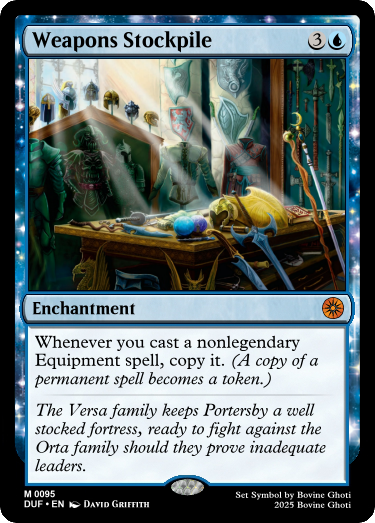 Weapons Stockpile 3
Enchantment
Whenever you cast a nonlegendary
Equipment spell, copy it. (A copy of a
permanent spell becomes a token.)
The Versa family keeps Portersby a well
stocked fortress, ready to fight against the
Orta family should they prove inadequate
leaders.
M 0095
DUF • EN David Griffith
Set Symbol by Bovine Ghoti
2025 Bovine Ghoti